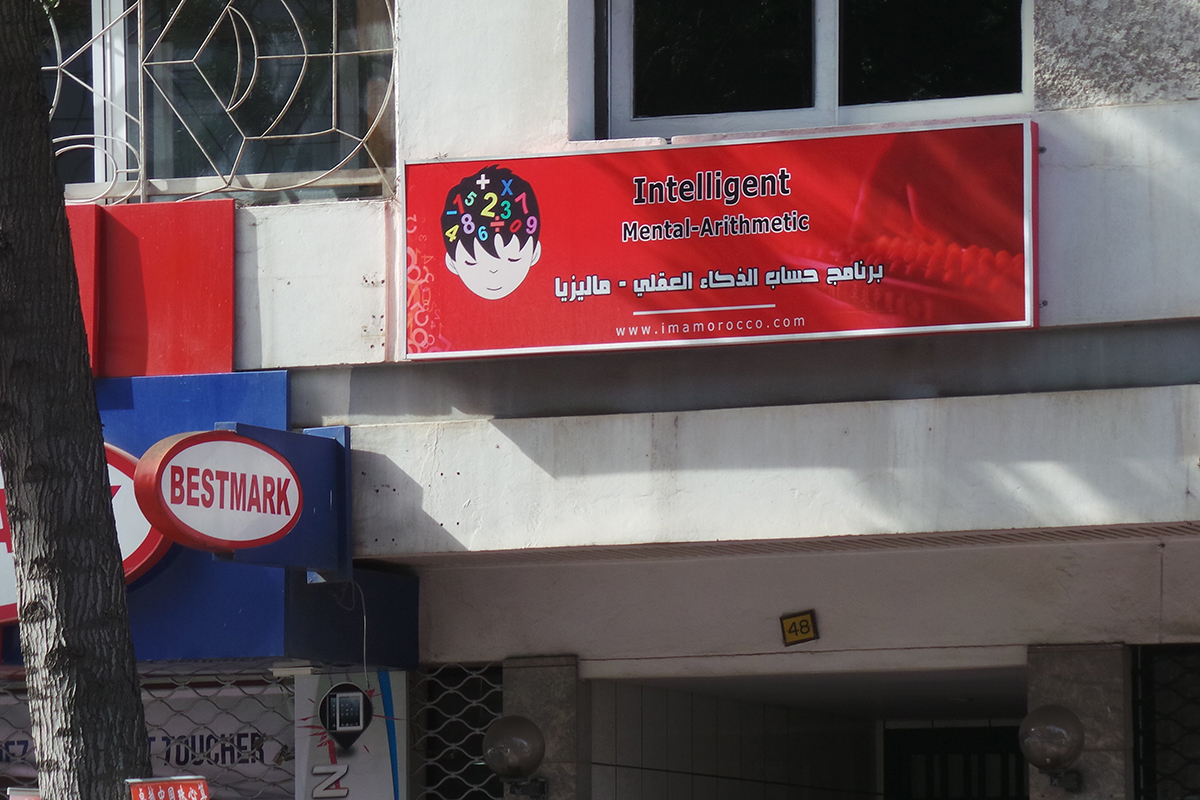 Intelligent
Mental-Arithmetic
برنامج حساب الذكاء العقلي - ماليزيا
www.imamorocco.com
BESTMARK
48
TOUCHER